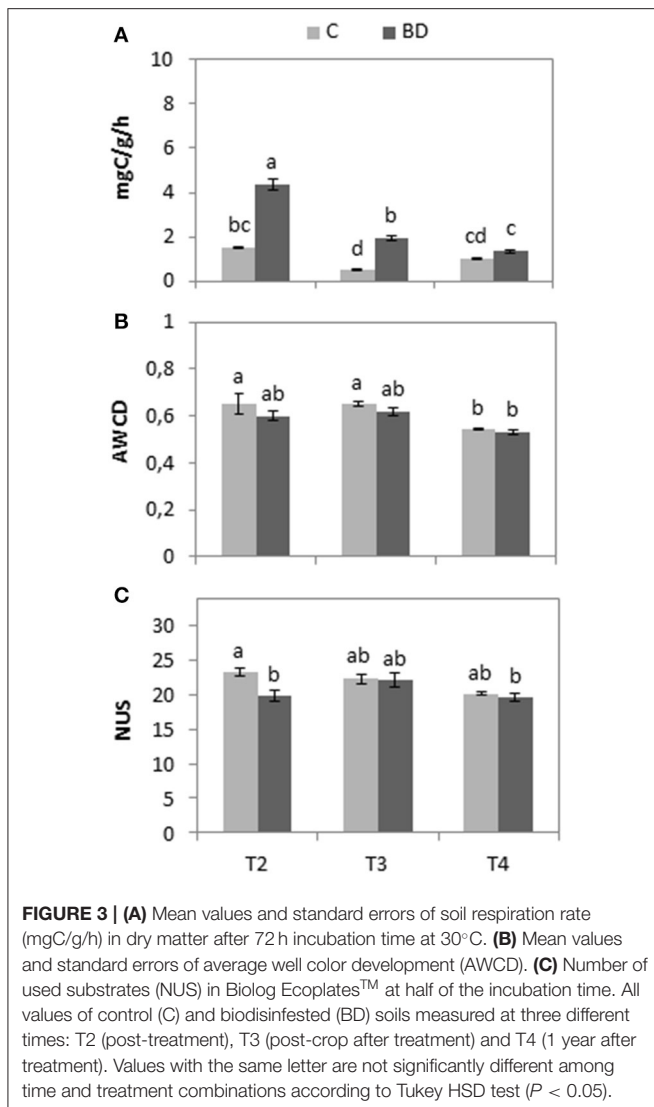 A
C BD
mgC/g/h
10
8
6
4
2
0
bc a d b cd c
B
AWCD
1
0,8
0,6
0,4
0,2
0
a ab a ab b b
C
NUS
30
25
20
15
10
5
0
a b ab ab ab b
T2 T3 T4
FIGURE 3 | (A) Mean values and standard errors of soil respiration rate
(mgC/g/h) in dry matter after 72 h incubation time at 30°C. (B) Mean values
and standard errors of average well color development (AWCD). (C) Number of
used substrates (NUS) in Biolog Ecoplates™ at half of the incubation time. All
values of control (C) and biodisinfested (BD) soils measured at three different
times: T2 (post-treatment), T3 (post-crop after treatment) and T4 (1 year after
treatment). Values with the same letter are not significantly different among
time and treatment combinations according to Tukey HSD test (P < 0.05).